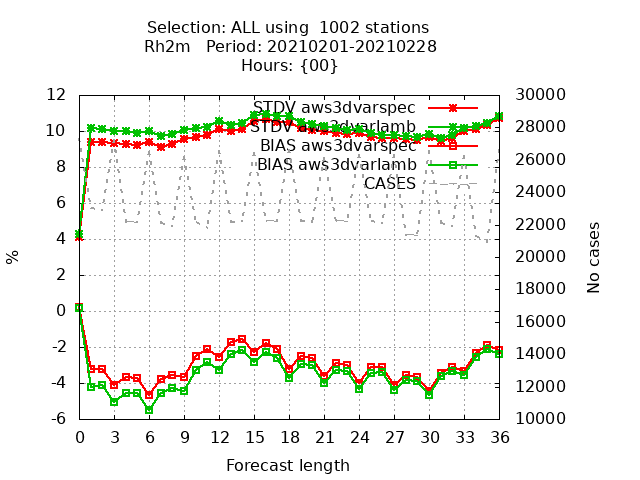 Selection: ALL using  1002 stations
Rh2m   Period: 20210201-20210228
Hours: {00}
STDV aws3dvarspec
STDV aws3dvarlamb
BIAS aws3dvarspec
BIAS aws3dvarlamb
CASES
12
10
8
6
4
2
0
-2
-4
-6
%
30000
28000
26000
24000
22000
20000
18000
16000
14000
12000
10000
No cases
0 3 6 9 12 15 18 21 24 27 30 33 36
Forecast length